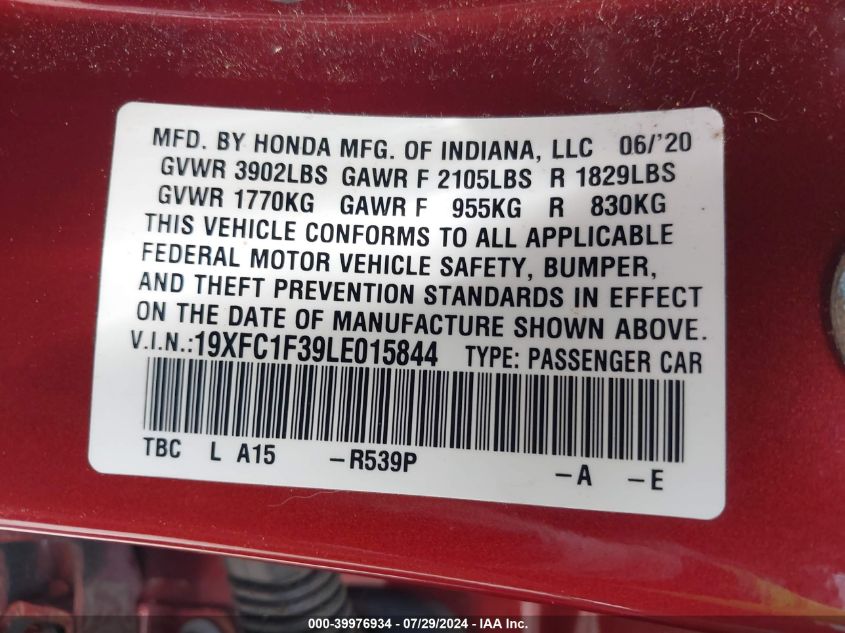 MFD. BY HONDA MFG. OF INDIANA, LLC 06/'20
GVWR 3902LBS GAWR F 2105LBS R 1829LBS
GVWR 1770KG GAWR F 955KG R 830KG
THIS VEHICLE CONFORMS TO ALL APPLICABLE
FEDERAL MOTOR VEHICLE SAFETY, BUMPER,
AND THEFT PREVENTION STANDARDS IN EFFECT
ON THE DATE OF MANUFACTURE SHOWN ABOVE.
V.I.N.:19XFC1F39LE015844 TYPE: PASSENGER CAR
TBC L A15 -R539P -A -E
000-39976934 - 07/29/2024 - IAA Inc.